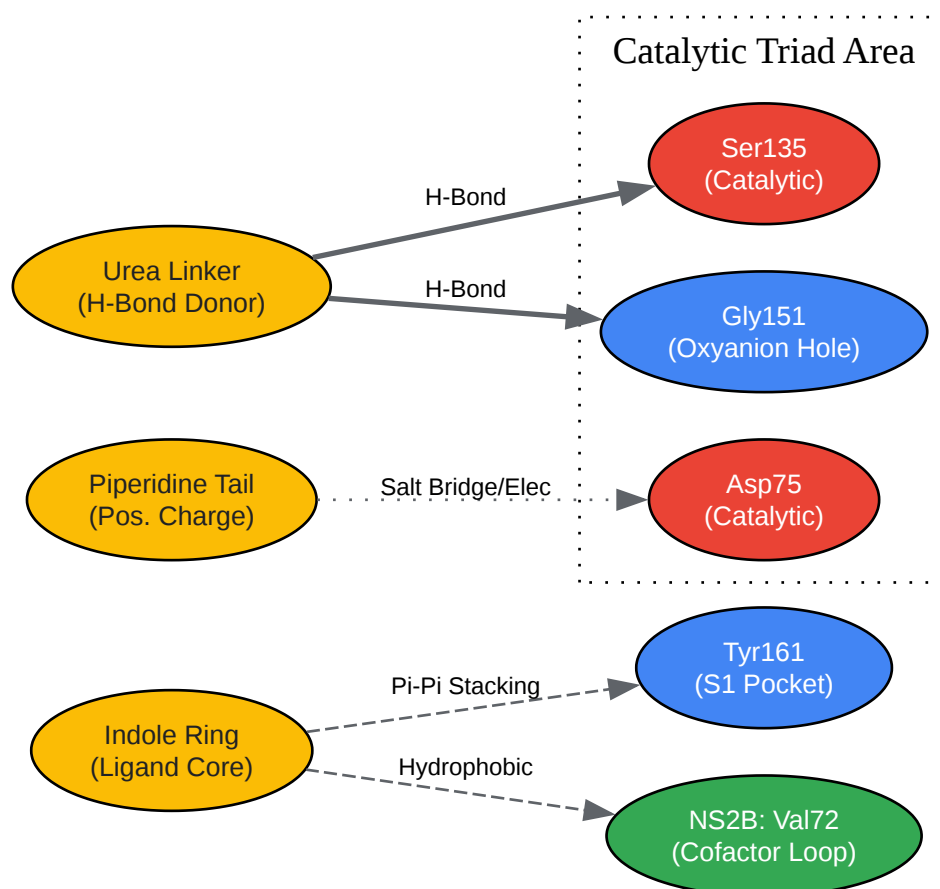 Catalytic Triad Area
Ser135
(Catalytic)
H-Bond
Urea Linker
(H-Bond Donor)
H-Bond
Gly151
(Oxyanion Hole)
Piperidine Tail
(Pos. Charge)
Salt Bridge/Elec
Asp75
(Catalytic)
Tyr161
(S1 Pocket)
Pi-Pi Stacking
Indole Ring
(Ligand Core)
Hydrophobic
NS2B: Val72
(Cofactor Loop)